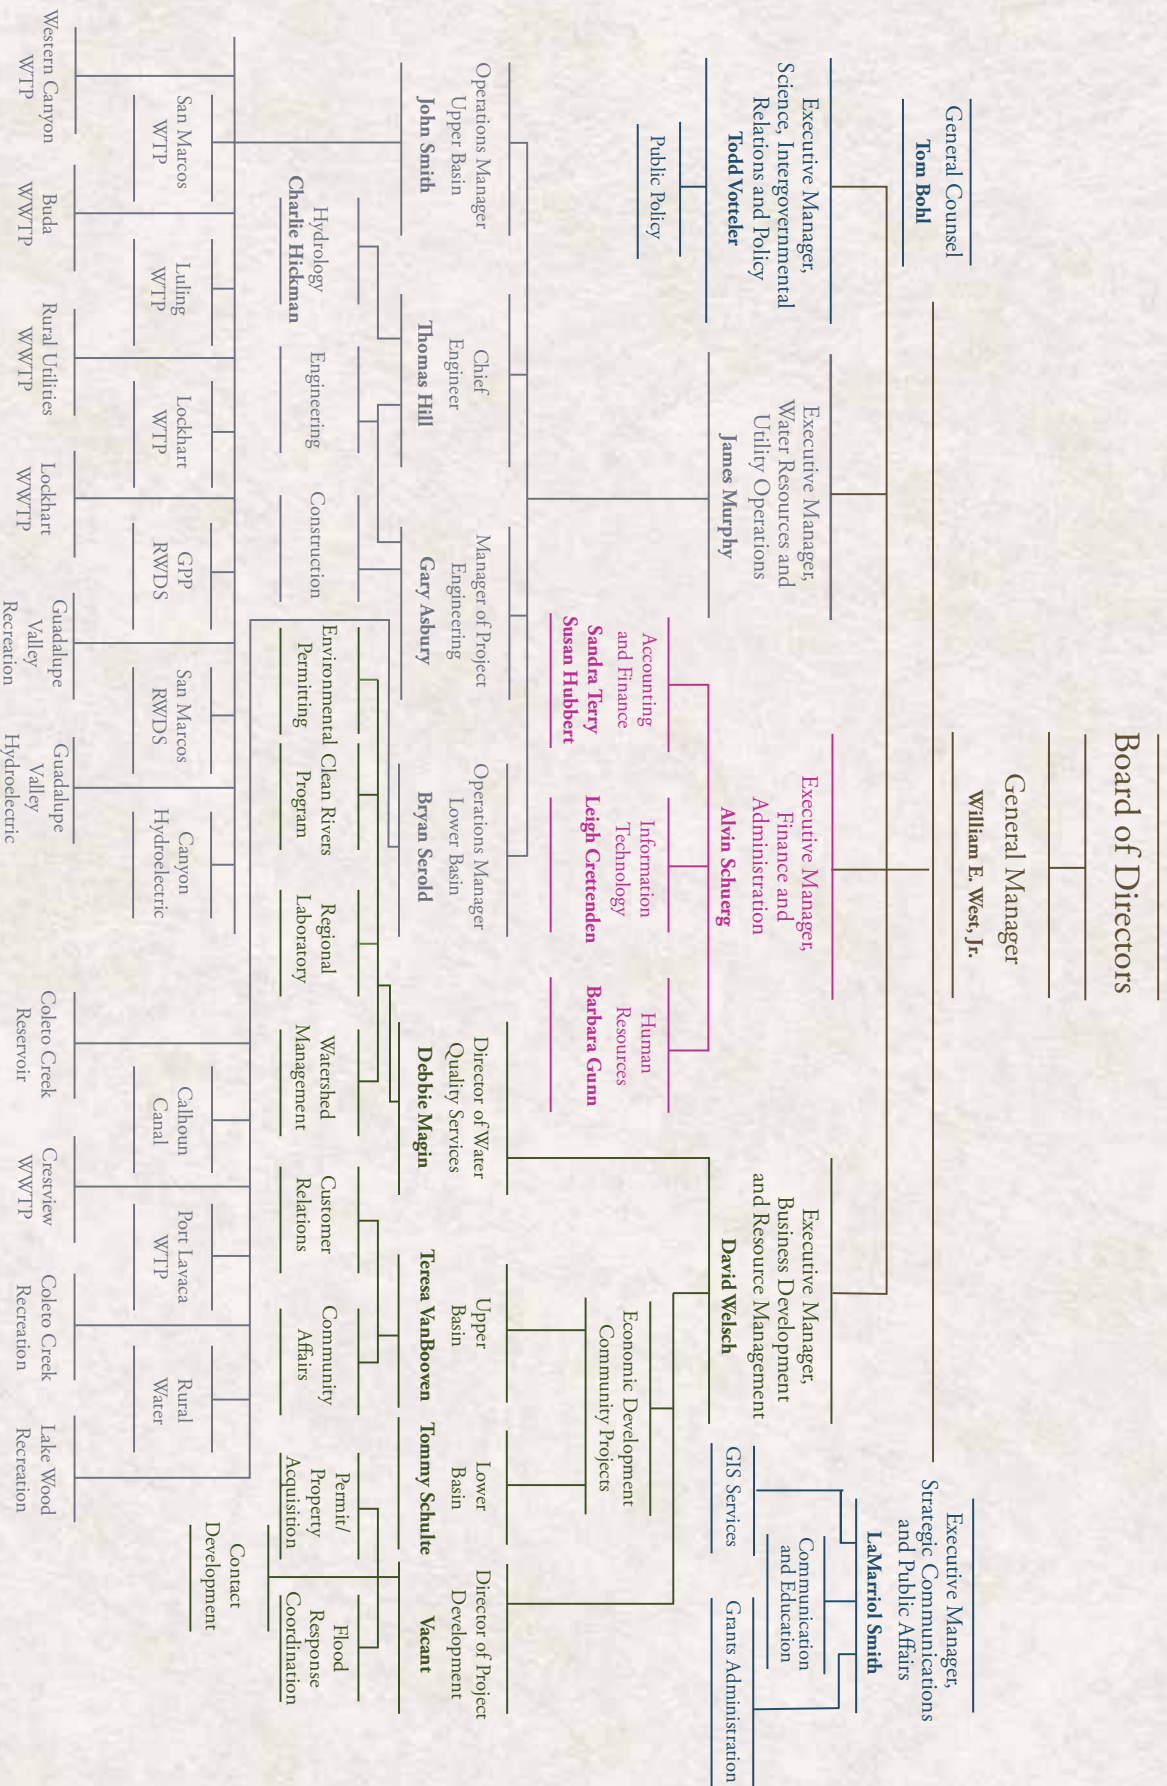 Board of Directors
General Manager
William E. West, Jr.
General Counsel
Tom Bohl
Executive Manager,
Strategic Communications
and Public Affairs
LaMarriol Smith
GIS Services
Communication
and Education
Grants Administration
Executive Manager,
Science, Intergovernmental
Relations and Policy
Todd Votteler
Public Policy
Executive Manager,
Water Resources and
Utility Operations
James Murphy
Executive Manager,
Finance and
Administration
Alvin Schuerg
Executive Manager,
Business Development
and Resource Management
David Welsch
Accounting
and Finance
Sandra Terry
Susan Hubbert
Information
Technology
Leigh Crettenden
Human
Resources
Barbara Gunn
Economic Development
Community Projects
Operations Manager
Upper Basin
John Smith
Chief
Engineer
Thomas Hill
Manager of Project
Engineering
Gary Asbury
Operations Manager
Lower Basin
Bryan Serold
Director of Water
Quality Services
Debbie Magin
Upper
Basin
Teresa VanBooven
Lower
Basin
Tommy Schulte
Director of Project
Development
Vacant
Hydrology
Charlie Hickman
Engineering
Construction
Environmental
Permitting
Clean Rivers
Program
Regional
Laboratory
Watershed
Management
Customer
Relations
Community
Affairs
Permit/
Property
Acquisition
Flood
Response
Coordination
Contact
Development
San Marcos
WTP
Luling
WTP
Lockhart
WTP
GPP
RWDS
San Marcos
RWDS
Canyon
Hydroelectric
Calhoun
Canal
Port Lavaca
WTP
Rural
Water
Western Canyon
WTP
Buda
WWTP
Rural Utilities
WWTP
Lockhart
WWTP
Guadalupe
Valley
Recreation
Guadalupe
Valley
Hydroelectric
Coleto Creek
Reservoir
Crestview
WWTP
Coleto Creek
Recreation
Lake Wood
Recreation